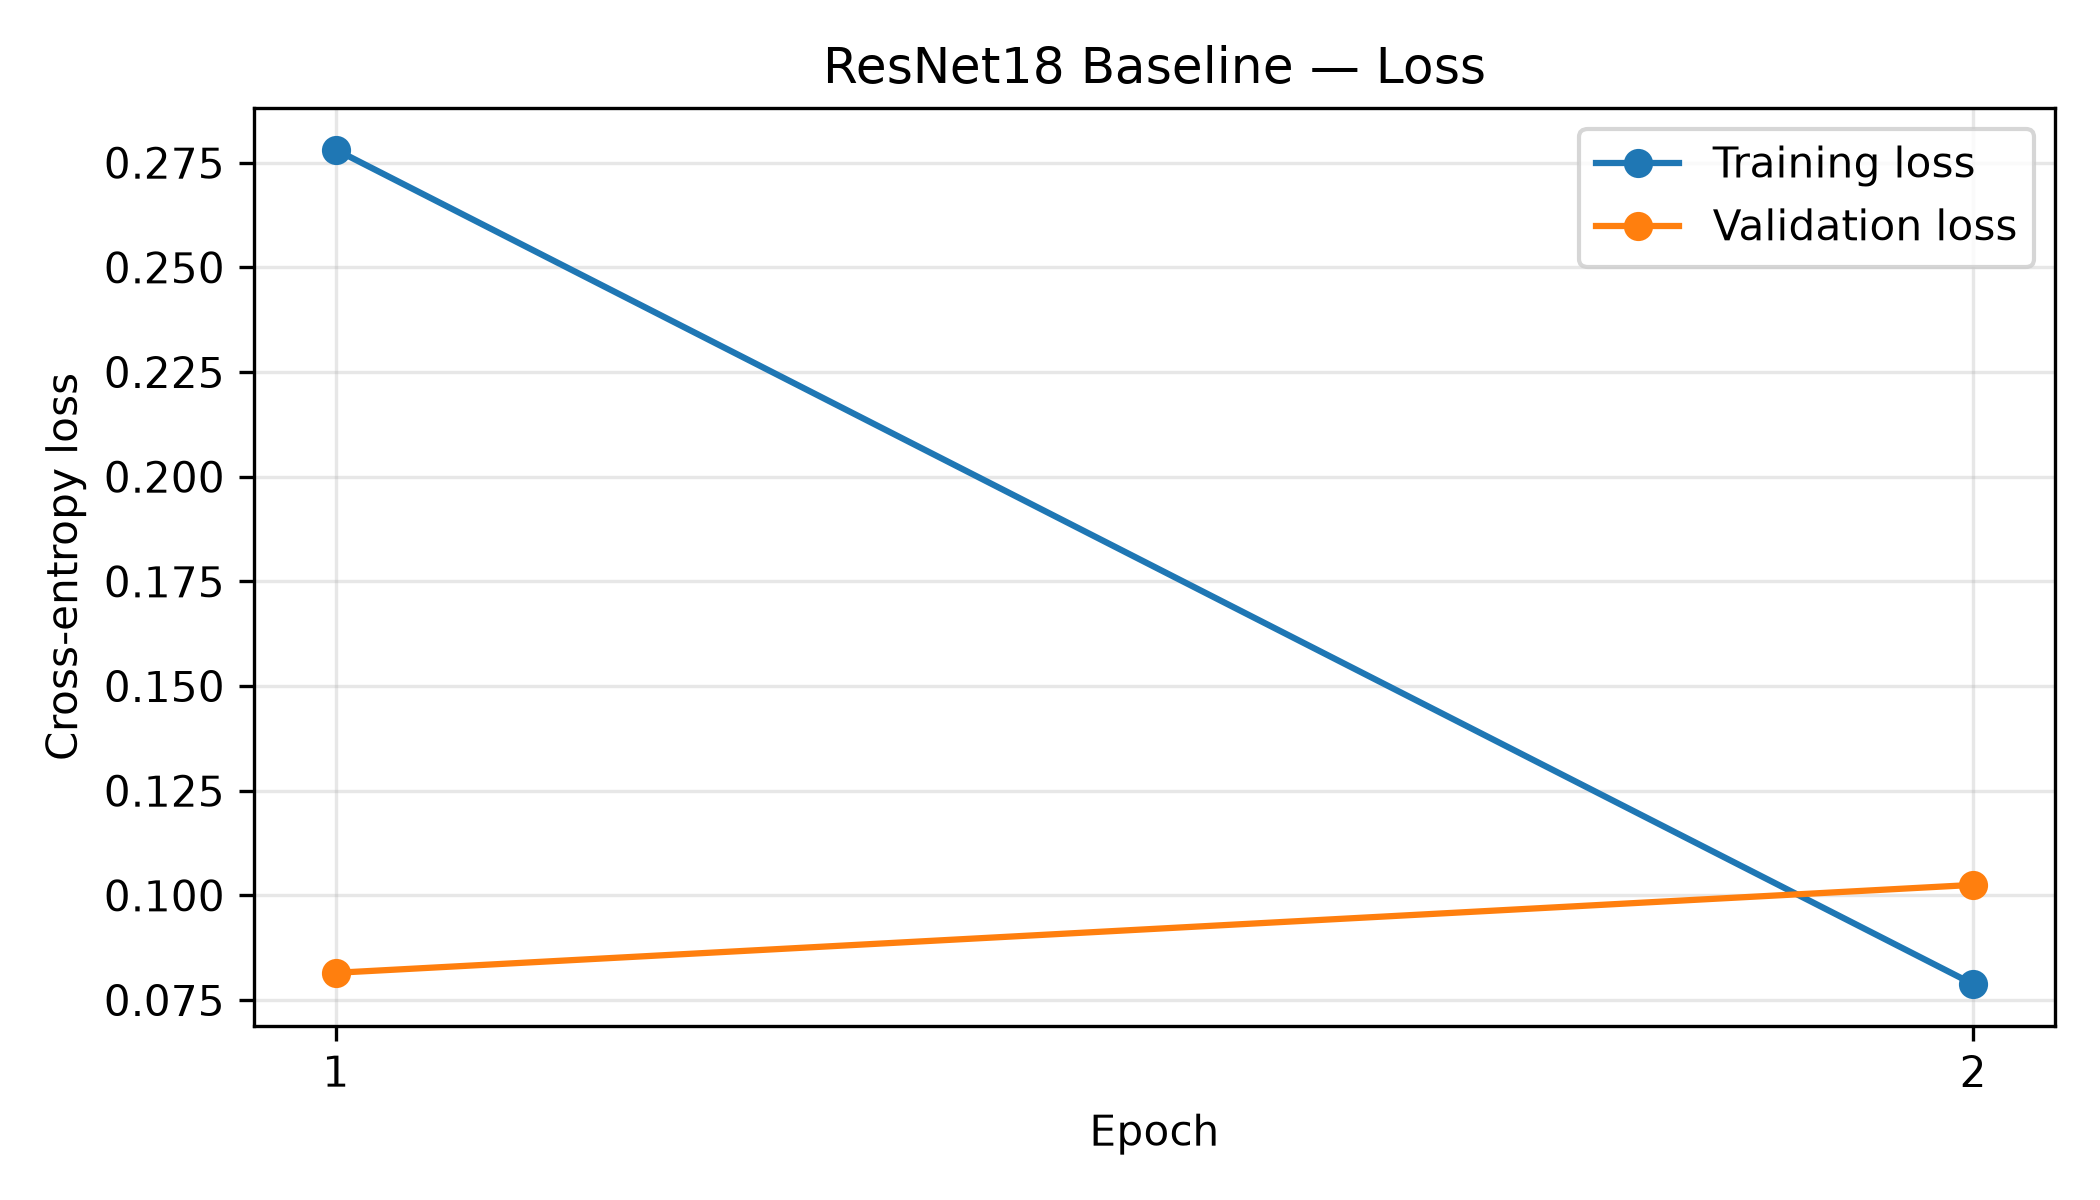 ResNet18 Baseline — Loss
Training loss
Validation loss
0.275
0.250
0.225
0.200
0.175
0.150
0.125
0.100
0.075
Cross-entropy loss
1
2
Epoch